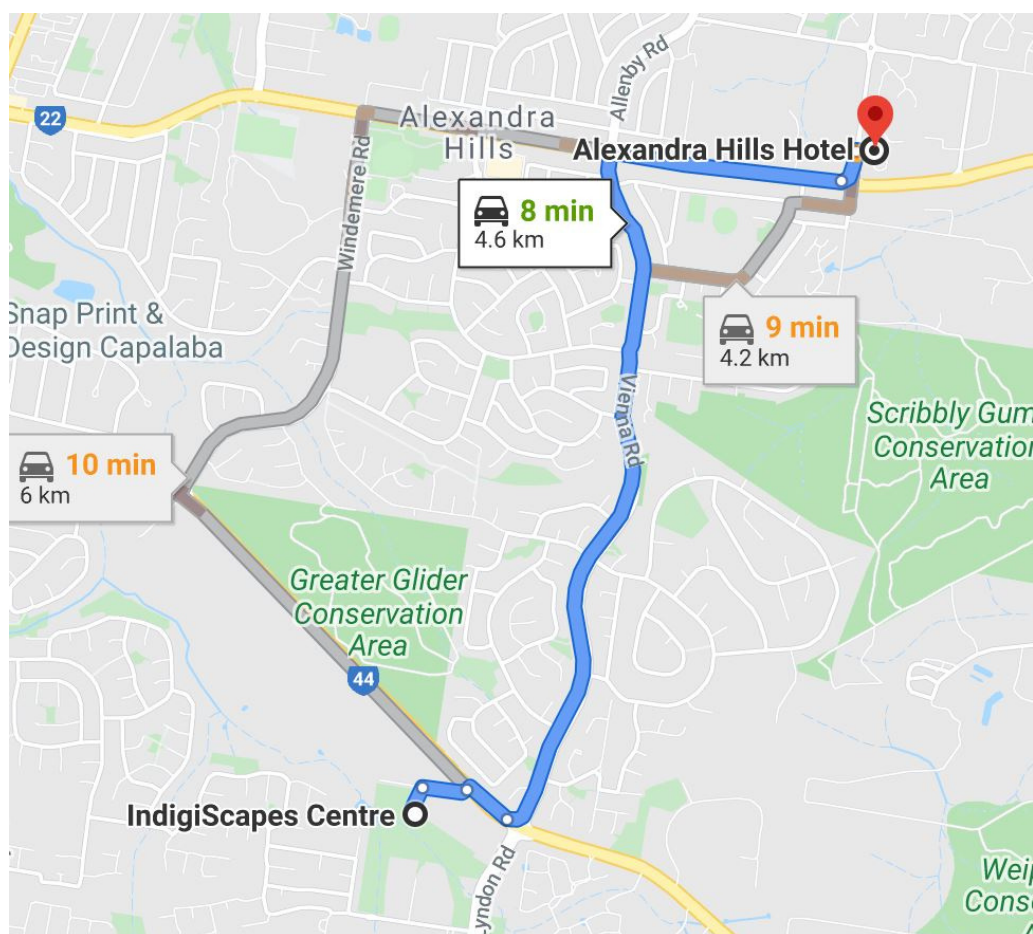 Allenby Rd
22
Alexandra
Hills
Alexandra Hills Hotel
Windemere Rd
8 min
4.6 km
Snap Print &
Design Capalaba
9 min
4.2 km
Vienna Rd
Scribbly Gum
Conservation
Area
10 min
6 km
Greater Glider
Conservation
Area
44
IndigiScapes Centre
Lyndon Rd
Weip
Conse